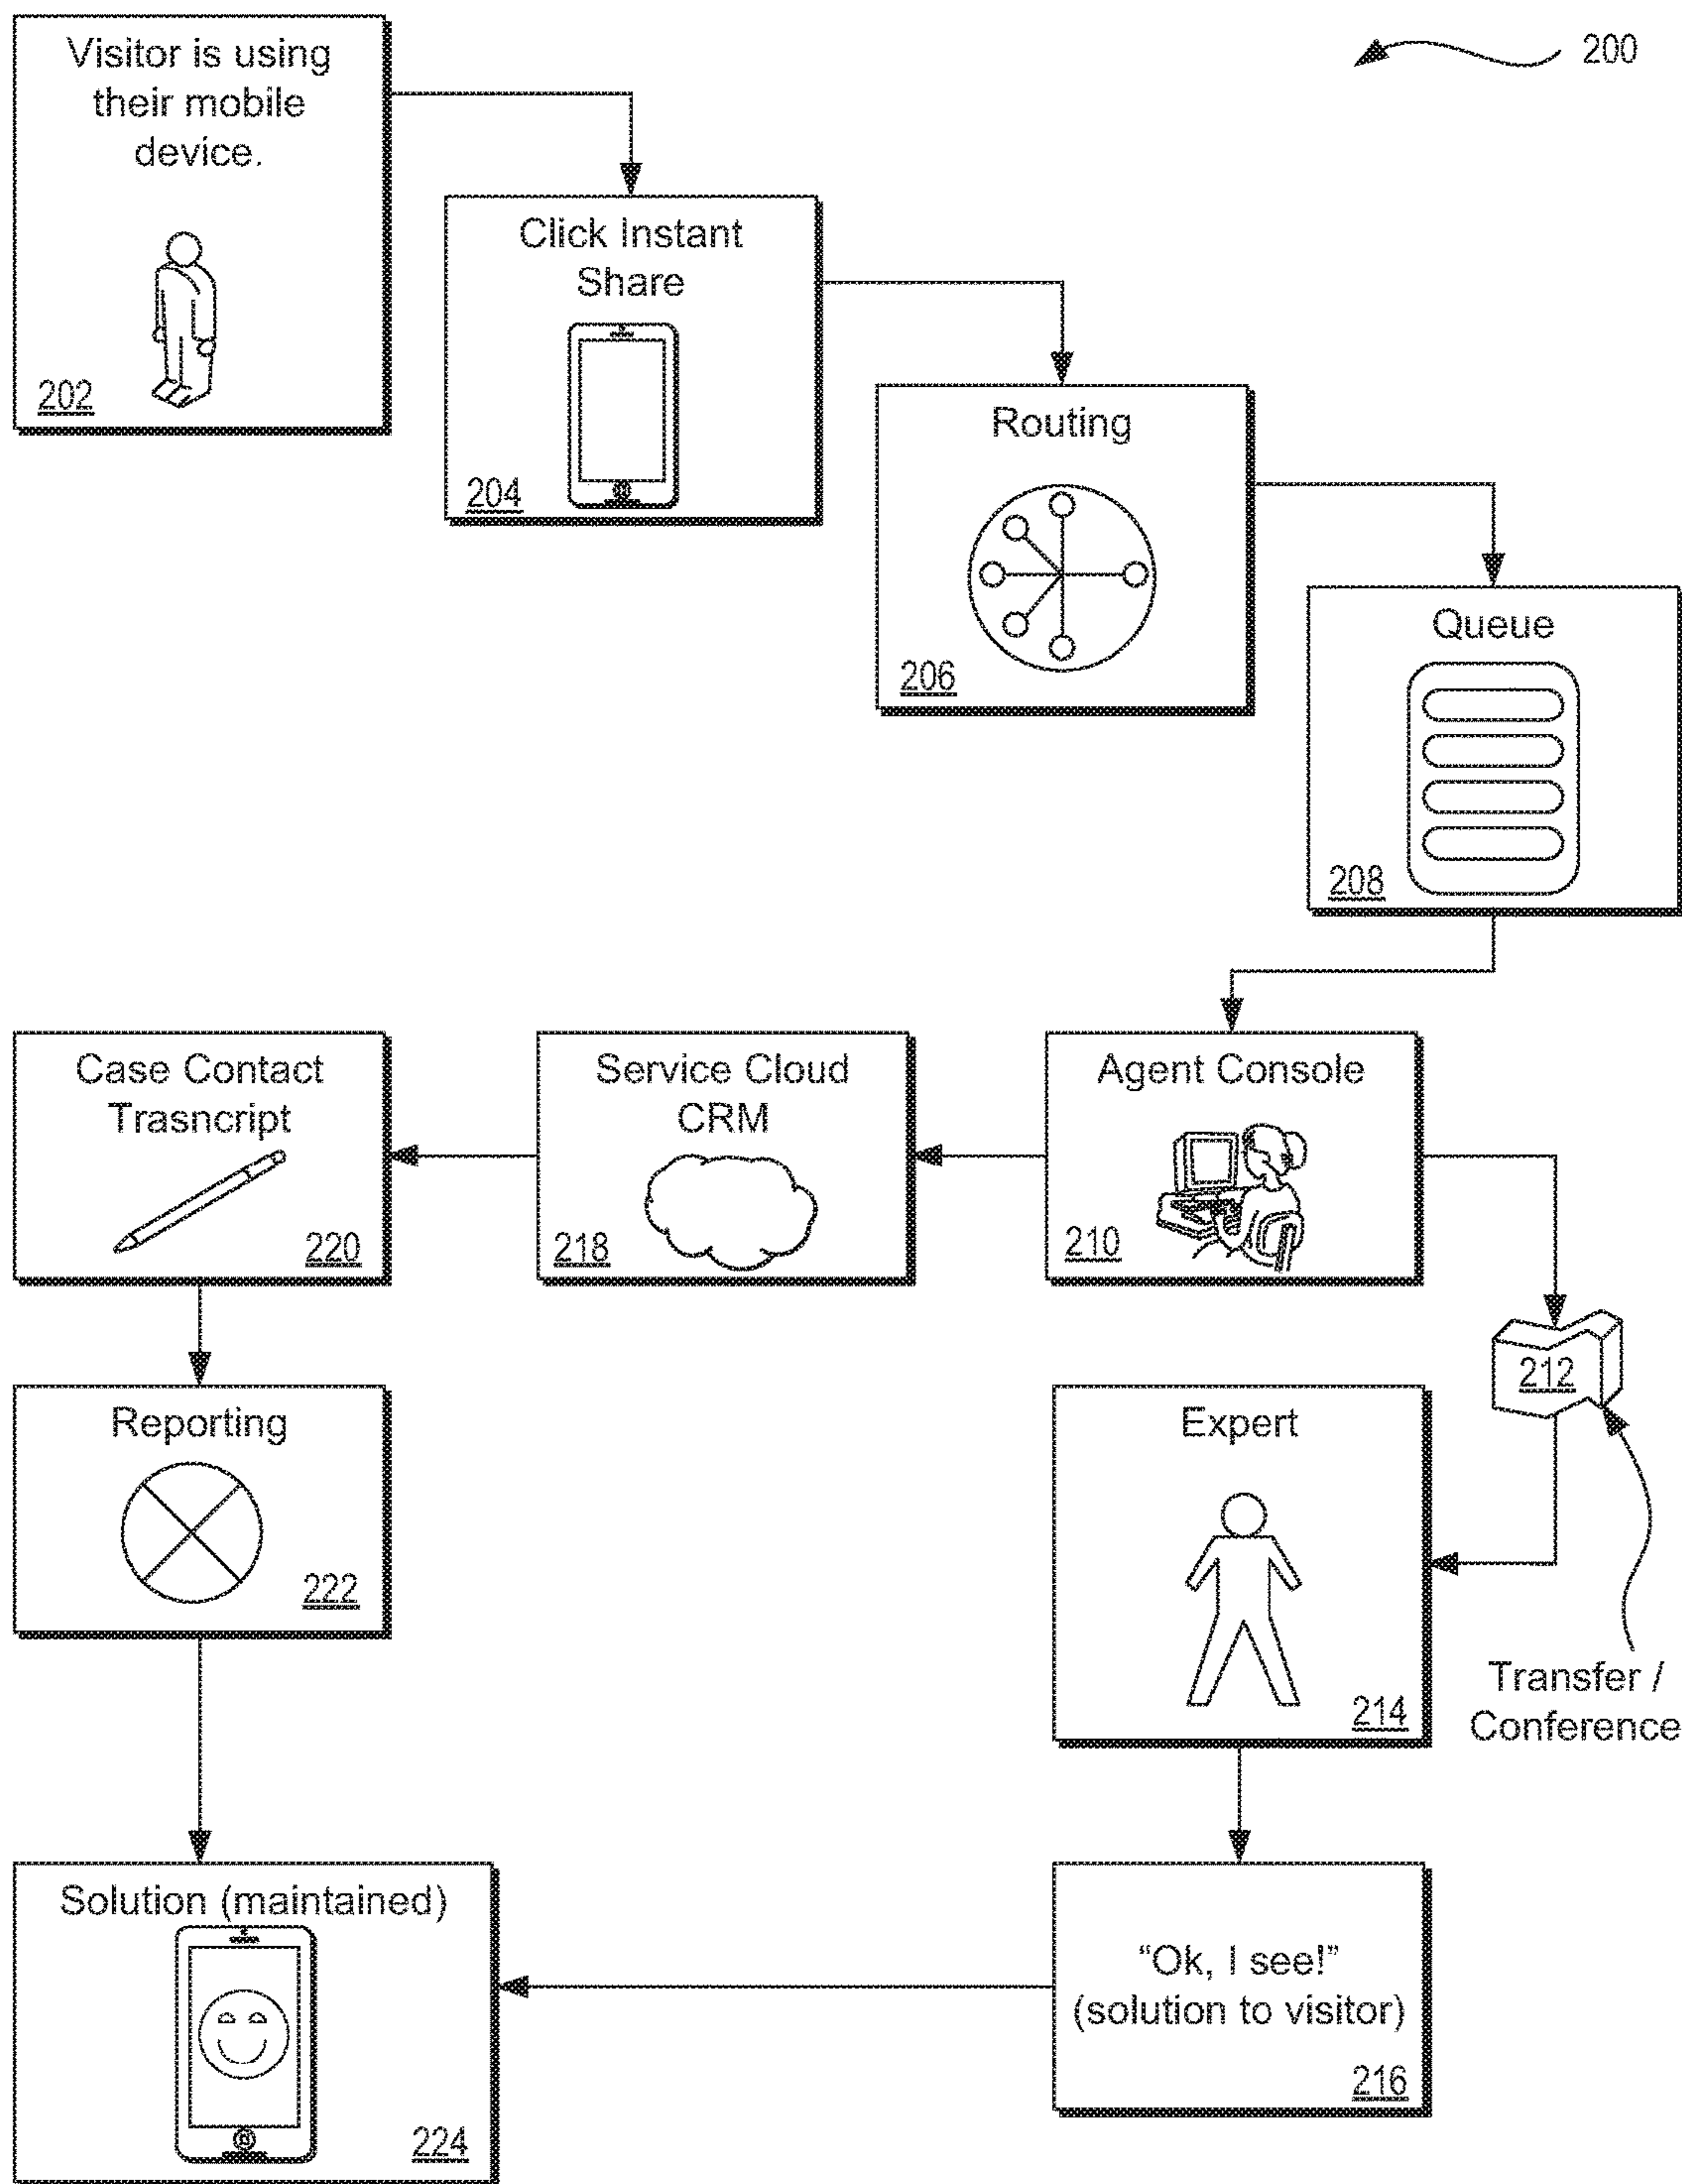 200
Visitor is using
their mobile
device.
202
Click Instant
Share
204
Routing
206
Queue
208
Case Contact
Trasncript
220
Service Cloud
CRM
218
Agent Console
210
212
Reporting
222
Expert
214
Transfer /
Conference
Solution (maintained)
224
“Ok, I see!”
(solution to visitor)
216